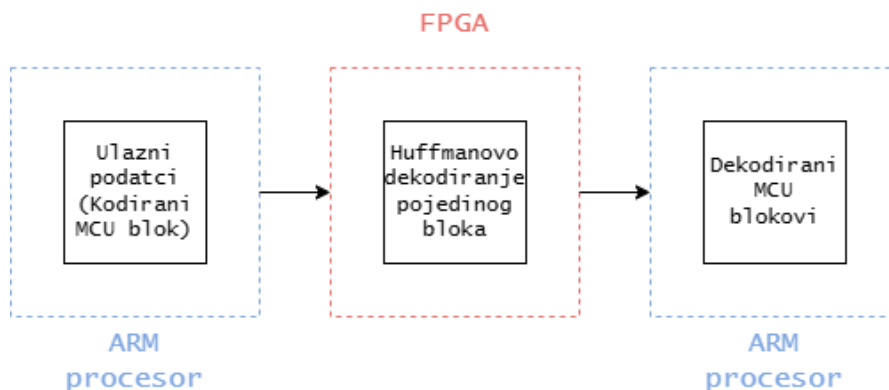 FPGA
Ulazni
podatci
(Kodirani
MCU blok)
Huffmanovo
dekodiranje
pojedinog
bloka
Dekodirani
MCU
blokovi
ARM
procesor
ARM
procesor